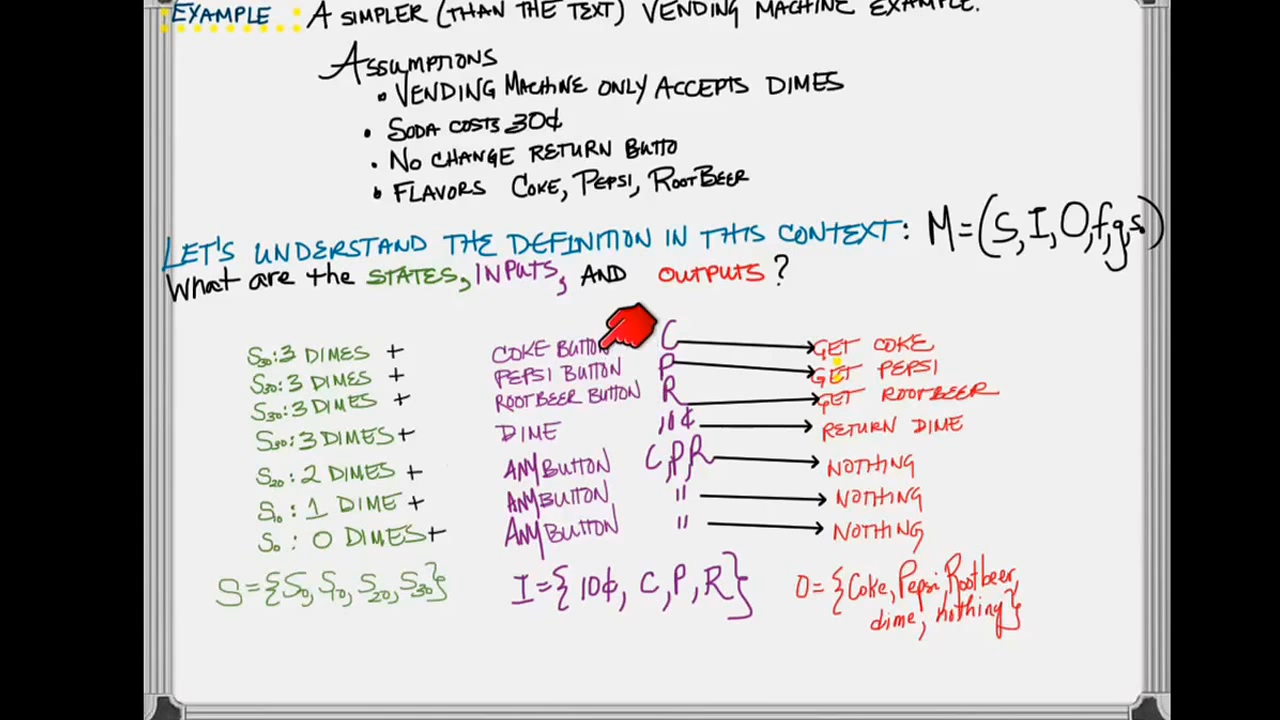 EXAMPLE A SIMPLER (THAN THE TEXT) VENDING MACHINE EXAMPLE.
ASSUMPTIONS
• VENDING MACHINE ONLY ACCEPTS DIMES
• SODA COSTS 30¢
• NO CHANGE RETURN BUTTO
• FLAVORS COKE, PEPSI, ROOTBEER
LET'S UNDERSTAND THE DEFINITION IN THIS CONTEXT: M=(S,I,O,f,g,s₀)
What are the STATES, INPUTS, AND OUTPUTS?
S₃₀: 3 DIMES + COKE BUTTON C GET COKE
S₃₀: 3 DIMES + PEPSI BUTTON P GET PEPSI
S₃₀: 3 DIMES + ROOTBEER BUTTON R GET ROOTBEER
S₃₀: 3 DIMES + DIME 10¢ RETURN DIME
S₂₀: 2 DIMES + ANY BUTTON C,P,R NOTHING
S₁₀: 1 DIME + ANY BUTTON " NOTHING
S₀: 0 DIMES + ANY BUTTON " NOTHING
S={S₀, S₁₀, S₂₀, S₃₀} I={10¢, C, P, R} O={Coke, Pepsi, Rootbeer,
dime, nothing}